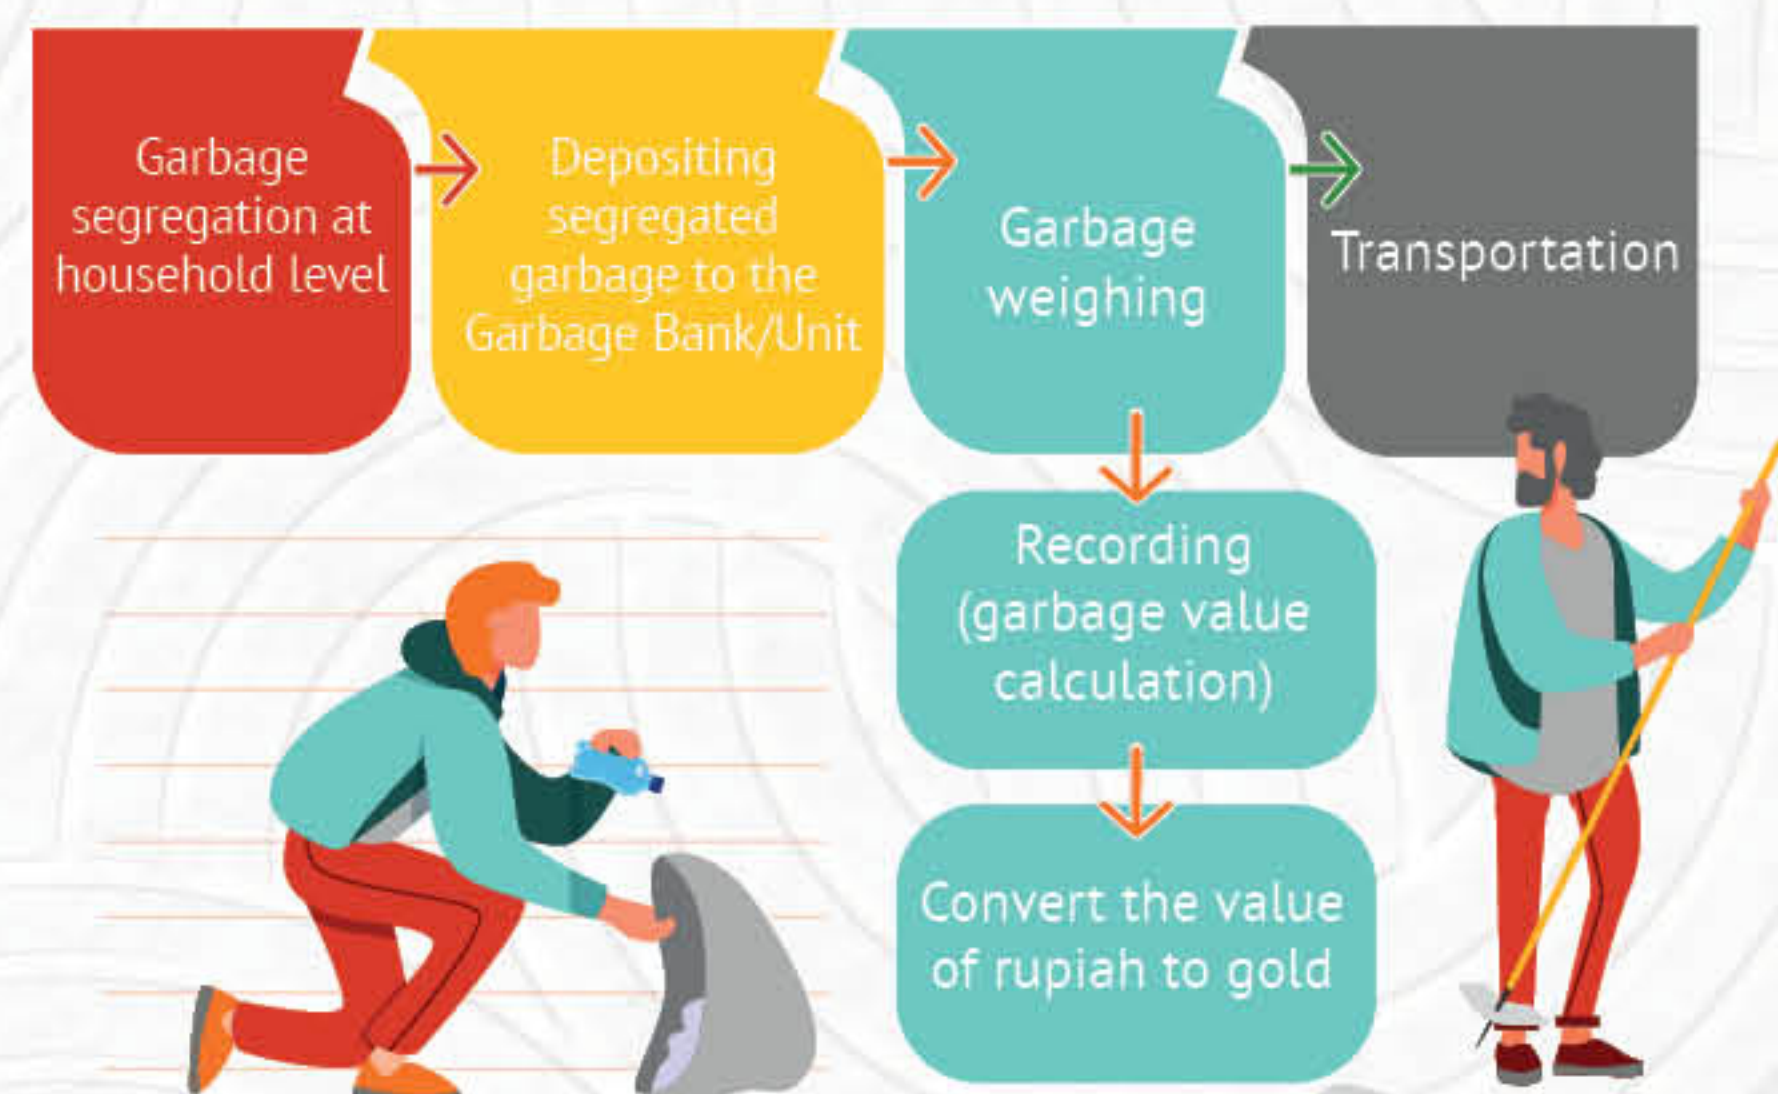 Garbage
segregation at
household level
Depositing
segregated
garbage to the
Garbage Bank/Unit
Garbage
weighing
Transportation
Recording
(garbage value
calculation)
Convert the value
of rupiah to gold